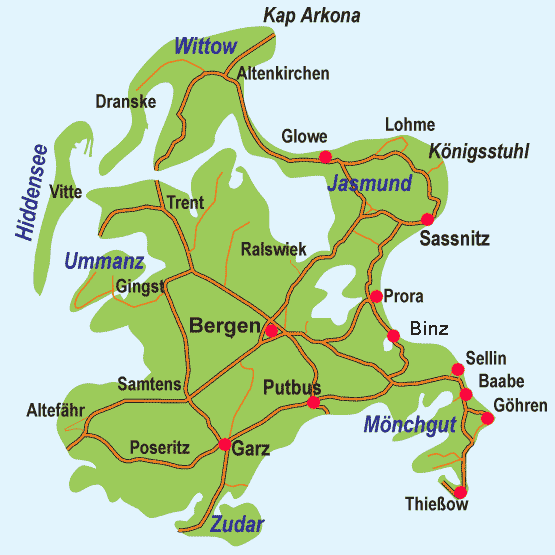 Kap Arkona
Wittow
Altenkirchen
Dranske
Glowe
Lohme
Königsstuhl
Jasmund
Hiddensee
Vitte
Trent
Sassnitz
Ralswiek
Ummanz
Gingst
Prora
Bergen
Binz
Sellin
Samtens
Putbus
Baabe
Altefähr
Göhren
Mönchgut
Poseritz
Garz
Thießow
Zudar